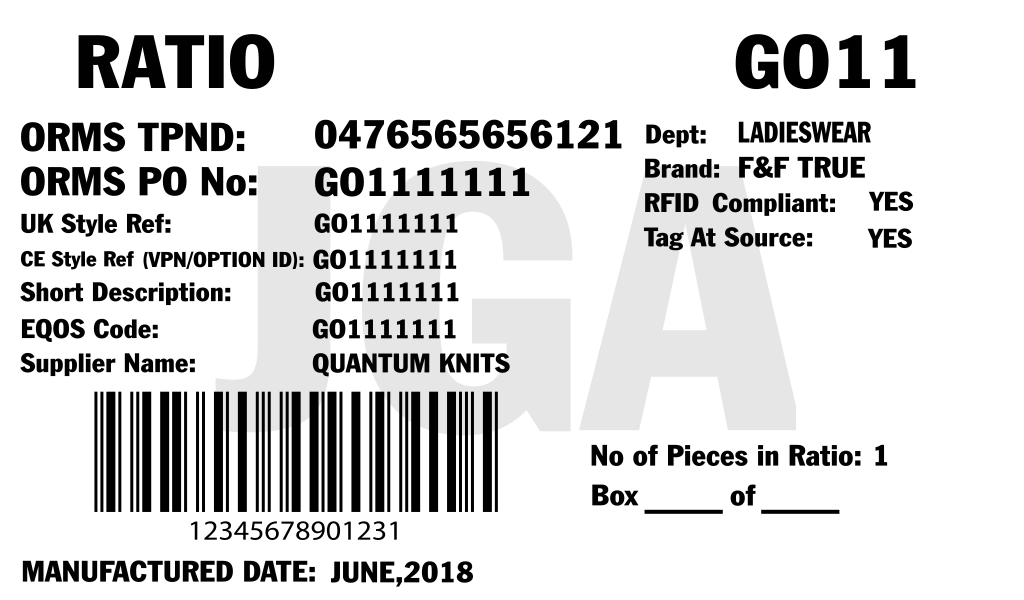 RATIO
GO11
ORMS TPND: 0476565656121
ORMS PO No: GO1111111
UK Style Ref: GO1111111
CE Style Ref (VPN/OPTION ID): GO1111111
Short Description: GO1111111
EQOS Code: GO1111111
Supplier Name: QUANTUM KNITS
Dept: LADIESWEAR
Brand: F&F TRUE
RFID Compliant: YES
Tag At Source: YES
JGA
12345678901231
No of Pieces in Ratio: 1
Box ______ of ______
MANUFACTURED DATE: JUNE,2018